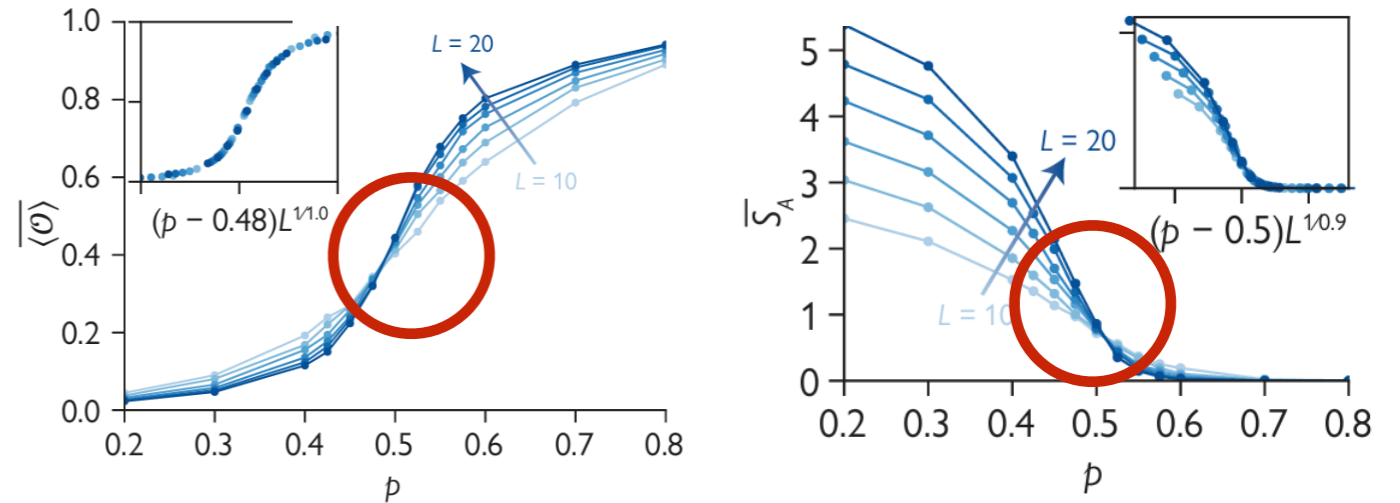 1.0
0.8
0.6
0.4
0.2
0.0
0.2 0.3 0.4 0.5 0.6 0.7 0.8
p
⟨𝒪⟩
L = 20
L = 10
(p − 0.48)L^{1/1.0}
5
4
3
2
1
0
0.2 0.3 0.4 0.5 0.6 0.7 0.8
p
S_A
L = 20
L = 10
(p − 0.5)L^{1/0.9}